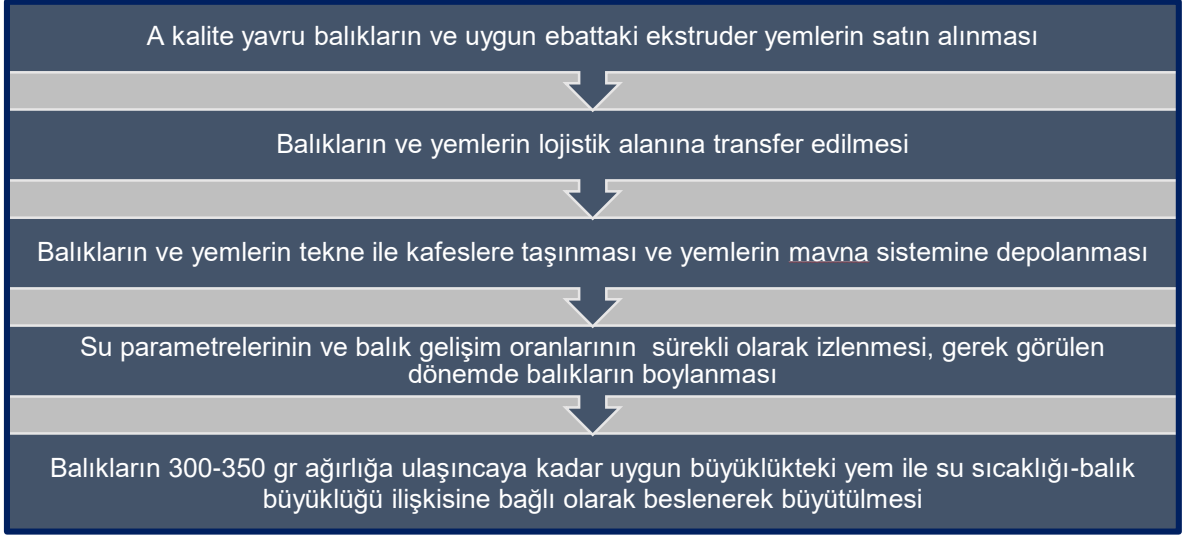 A kalite yavru balıkların ve uygun ebattaki ekstruder yemlerin satın alınması
Balıkların ve yemlerin lojistik alanına transfer edilmesi
Balıkların ve yemlerin tekne ile kafeslere taşınması ve yemlerin mavna sistemine depolanması
Su parametrelerinin ve balık gelişim oranlarının sürekli olarak izlenmesi, gerek görülen
dönemde balıkların boylanması
Balıkların 300-350 gr ağırlığa ulaşıncaya kadar uygun büyüklükteki yem ile su sıcaklığı-balık
büyüklüğü ilişkisine bağlı olarak beslenerek büyütülmesi